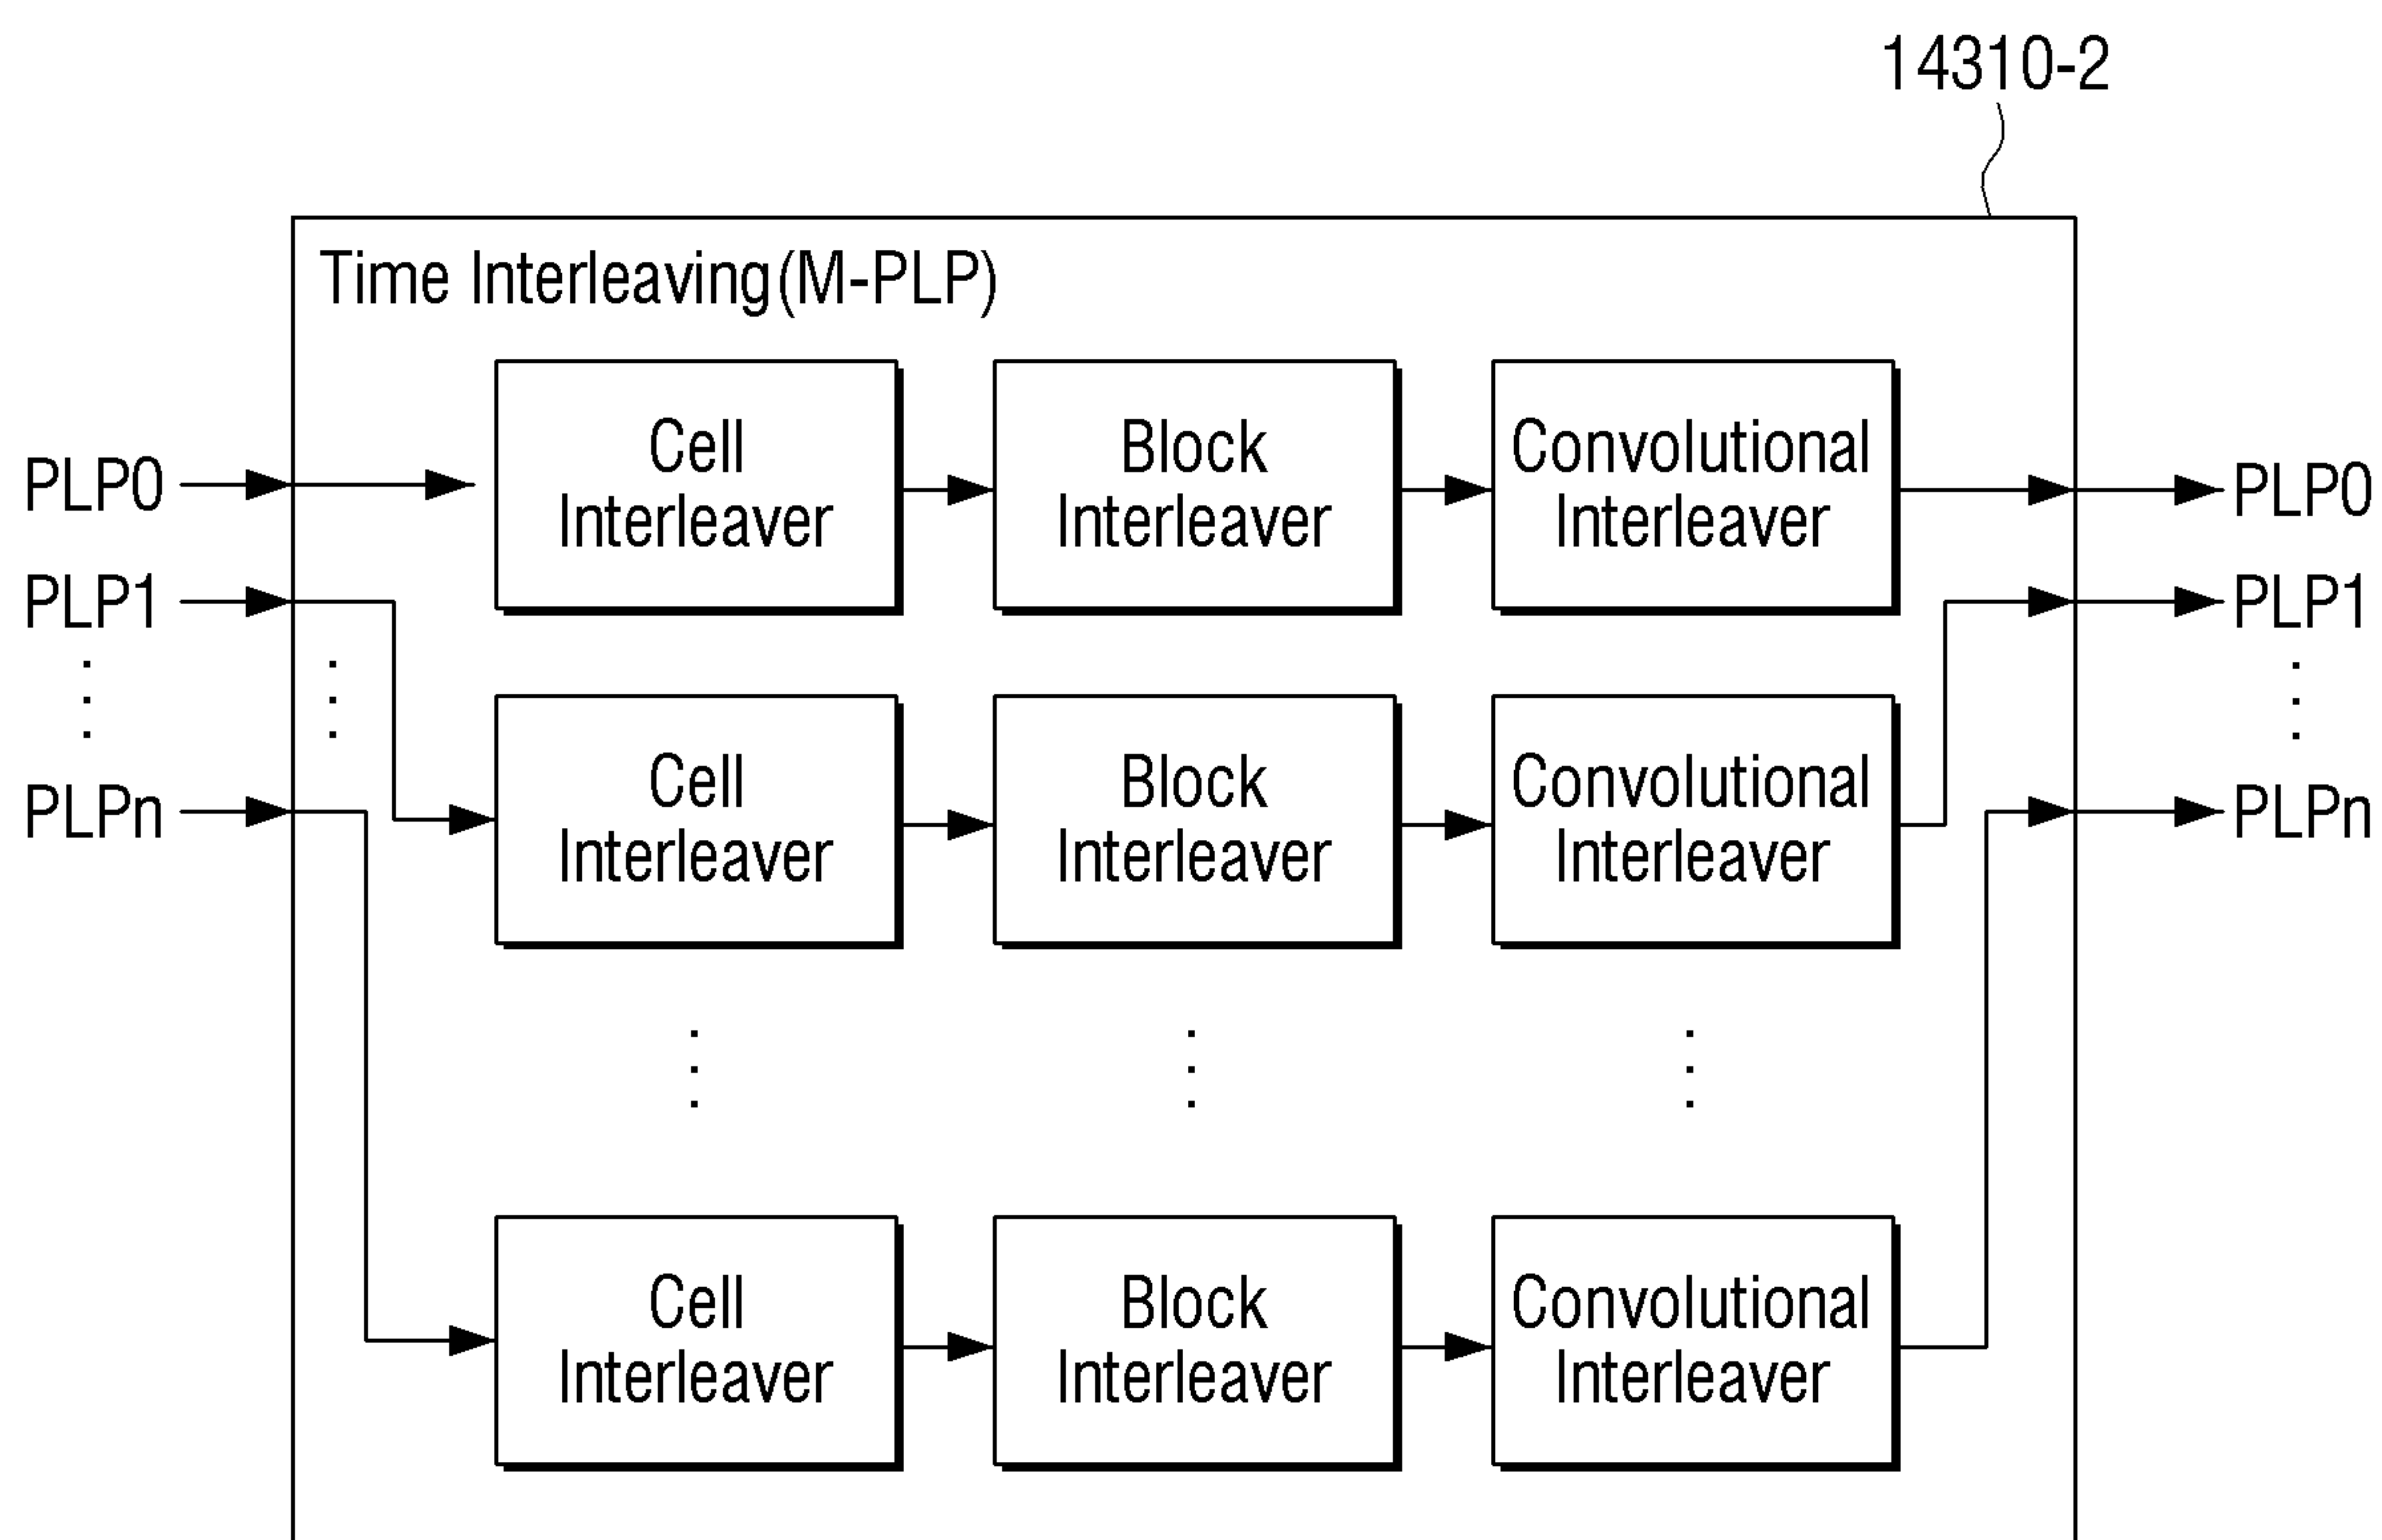 14310-2
Time Interleaving(M-PLP)
Cell
Interleaver
Block
Interleaver
Convolutional
Interleaver
PLP0
PLP0
PLP1
PLP1
Cell
Interleaver
Block
Interleaver
Convolutional
Interleaver
PLPn
PLPn
Cell
Interleaver
Block
Interleaver
Convolutional
Interleaver